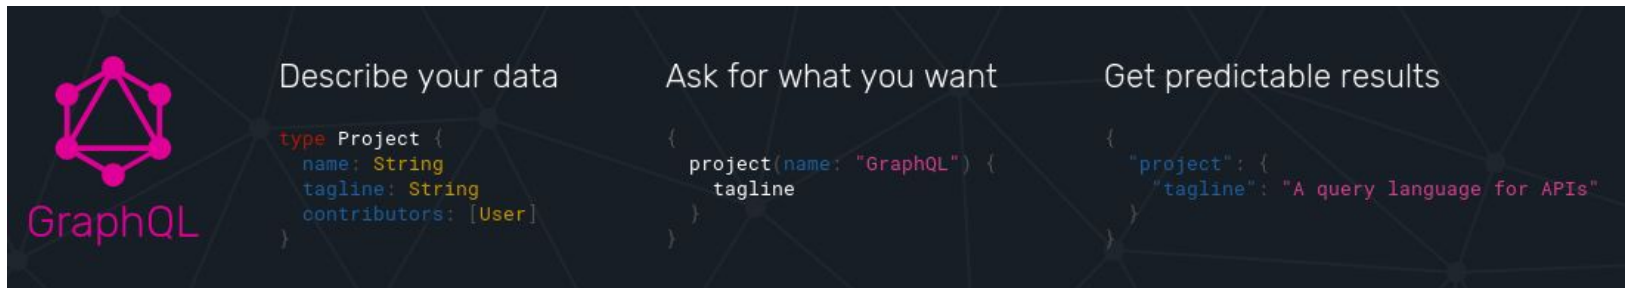 GraphQL
Describe your data
type Project {
  name: String
  tagline: String
  contributors: [User]
}
Ask for what you want
{
  project(name: "GraphQL") {
    tagline
  }
}
Get predictable results
{
  "project": {
    "tagline": "A query language for APIs"
  }
}